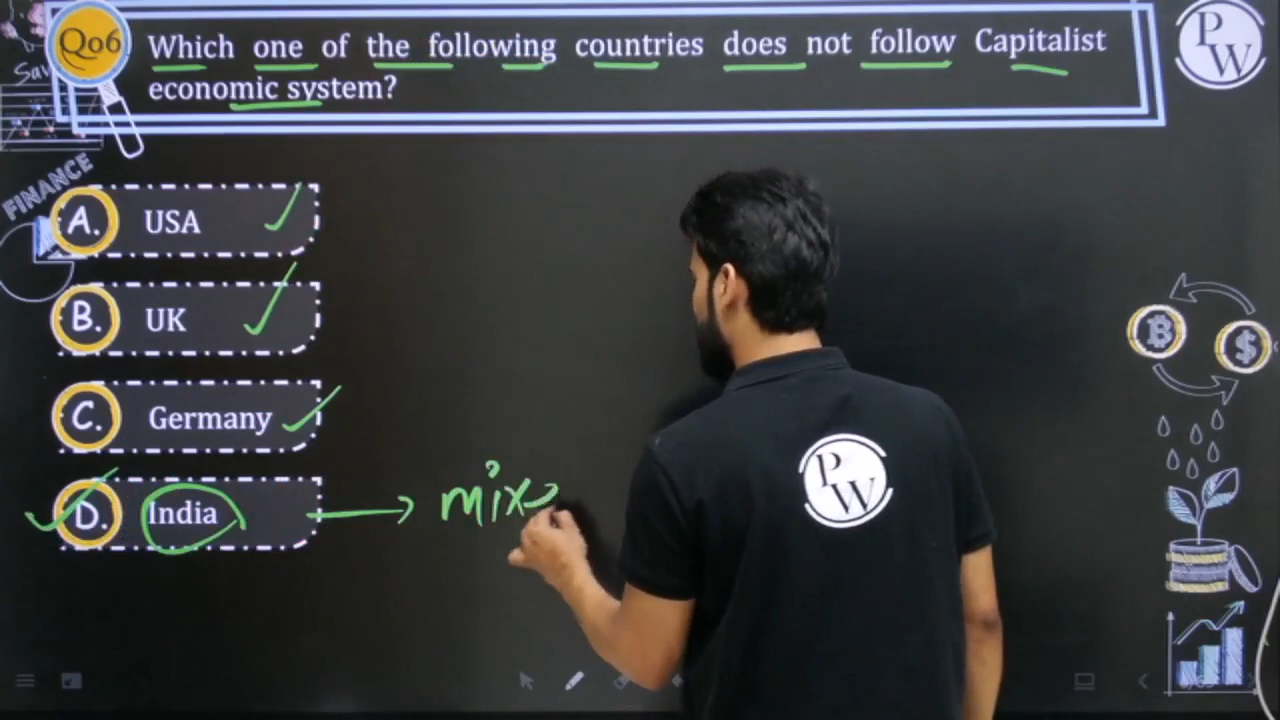 Q06
Which one of the following countries does not follow Capitalist
economic system?
PW
Sav
FINANCE
A. USA
B. UK
C. Germany
D. India
mix
PW